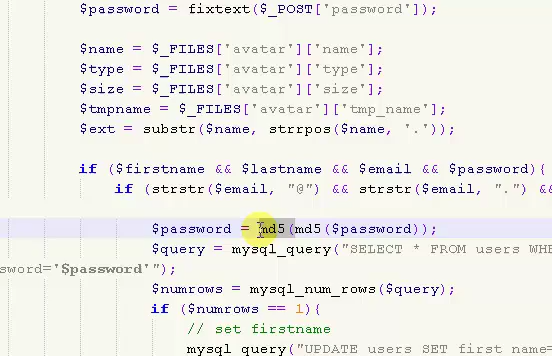 $password = fixtext($_POST['password']);
$name = $_FILES['avatar']['name'];
$type = $_FILES['avatar']['type'];
$size = $_FILES['avatar']['size'];
$tmpname = $_FILES['avatar']['tmp_name'];
$ext = substr($name, strrpos($name, '.'));
if ($firstname && $lastname && $email && $password){
if (strstr($email, "@") && strstr($email, ".") &&
$password = md5(md5($password));
$query = mysql_query("SELECT * FROM users WHE
sword='$password'");
$numrows = mysql_num_rows($query);
if ($numrows == 1){
// set firstname
mysql_query("UPDATE users SET first_name=